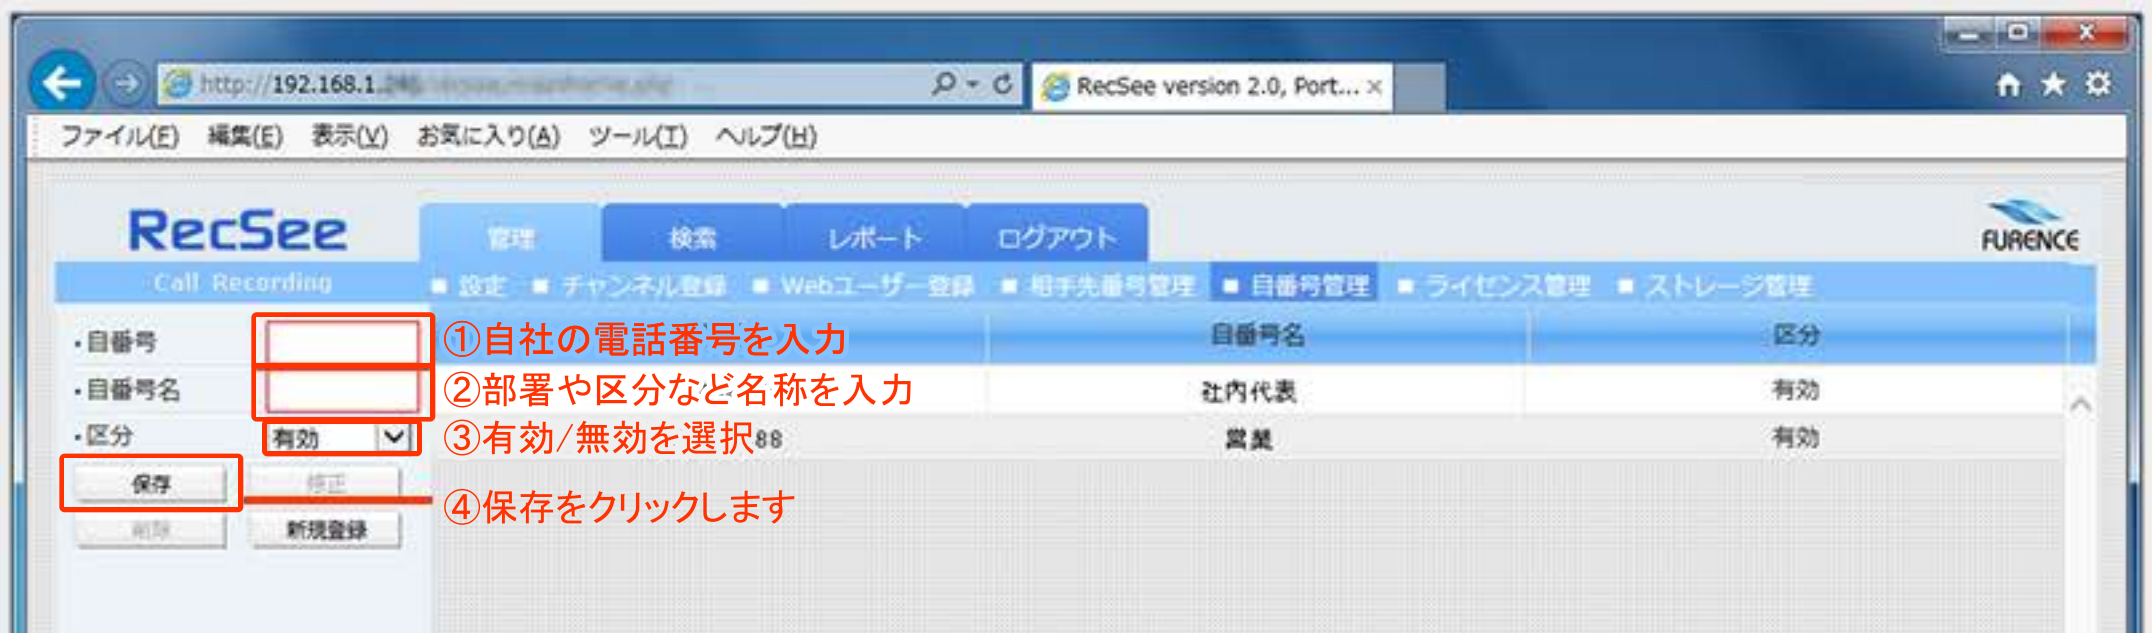 http://192.168.1.
RecSee version 2.0, Port...
ファイル(F) 編集(E) 表示(V) お気に入り(A) ツール(T) ヘルプ(H)
RecSee
管理 検索 レポート ログアウト
FURENCE
Call Recording
設定 チャンネル登録 Webユーザー登録 相手先番号管理 自番号管理 ライセンス管理 ストレージ管理
・自番号 ①自社の電話番号を入力 自番号名 区分
・自番号名 ②部署や区分など名称を入力 社内代表 有効
・区分 有効 ③有効/無効を選択88 営業 有効
保存 修正
④保存をクリックします
削除 新規登録